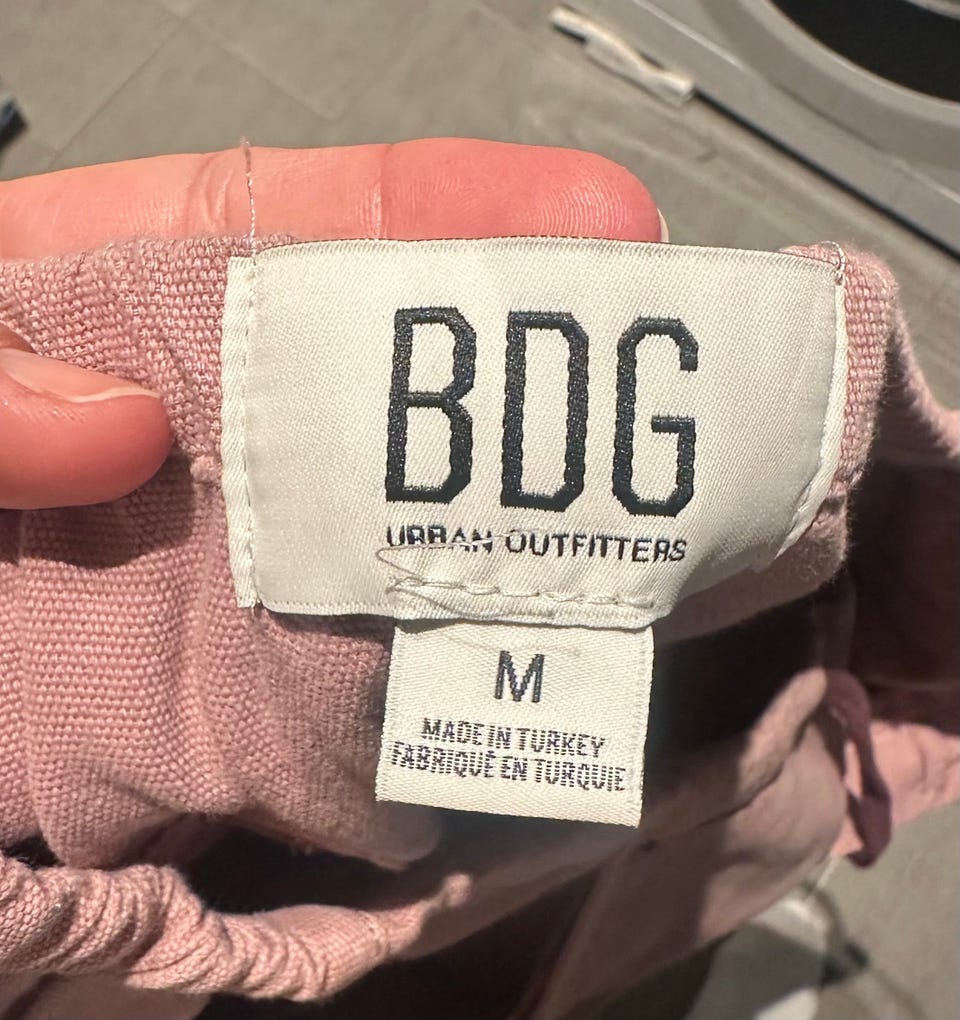 BDG
URBAN OUTFITTERS
M
MADE IN TURKEY
FABRIQUÉ EN TURQUIE